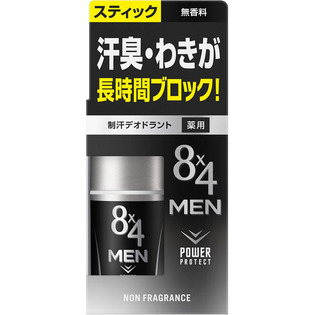 スティック 無香料
汗臭・わきが
長時間ブロック!
制汗デオドラント 薬用
8x4
MEN
POWER
PROTECT
8x4
MEN
NON FRAGRANCE